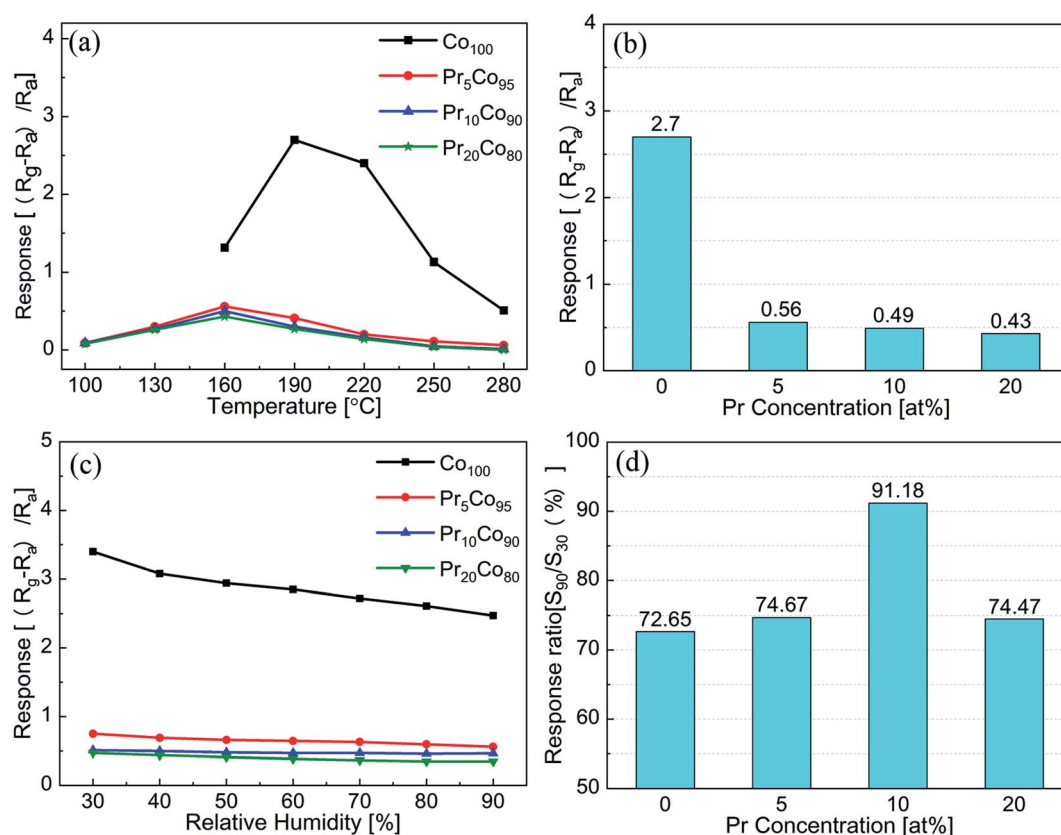 (a)
Co100
Pr5Co95
Pr10Co90
Pr20Co80
Response [（Rg-Ra）/Ra]
4
3
2
1
0
100 130 160 190 220 250 280
Temperature [°C]
(b)
Response [（Rg-Ra）/Ra]
4
3
2
1
0
2.7
0.56
0.49
0.43
0 5 10 20
Pr Concentration [at%]
(c)
Co100
Pr5Co95
Pr10Co90
Pr20Co80
Response [（Rg-Ra）/Ra]
5
4
3
2
1
0
30 40 50 60 70 80 90
Relative Humidity [%]
(d)
Response ratio[S90/S30（%）]
100
90
80
70
60
50
72.65
74.67
91.18
74.47
0 5 10 20
Pr Concentration [at%]